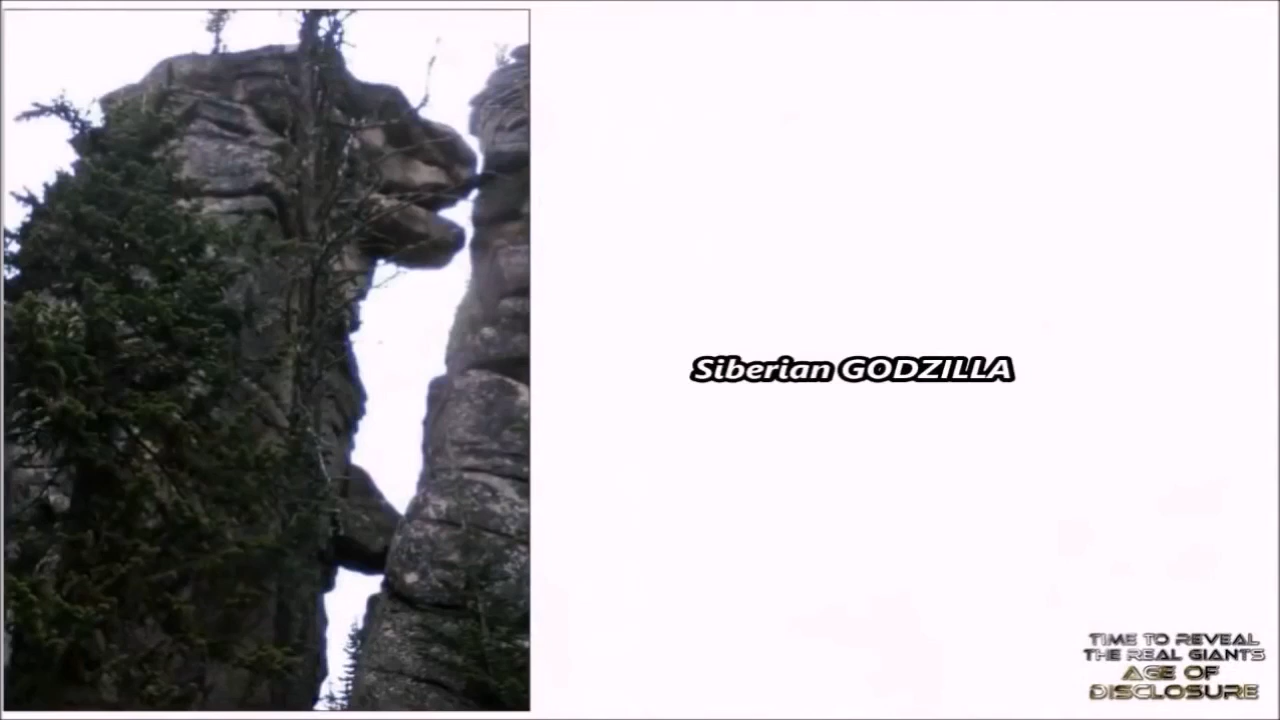 Siberian GODZILLA
TIME TO REVEAL
THE REAL GIANTS
AGE OF
DISCLOSURE